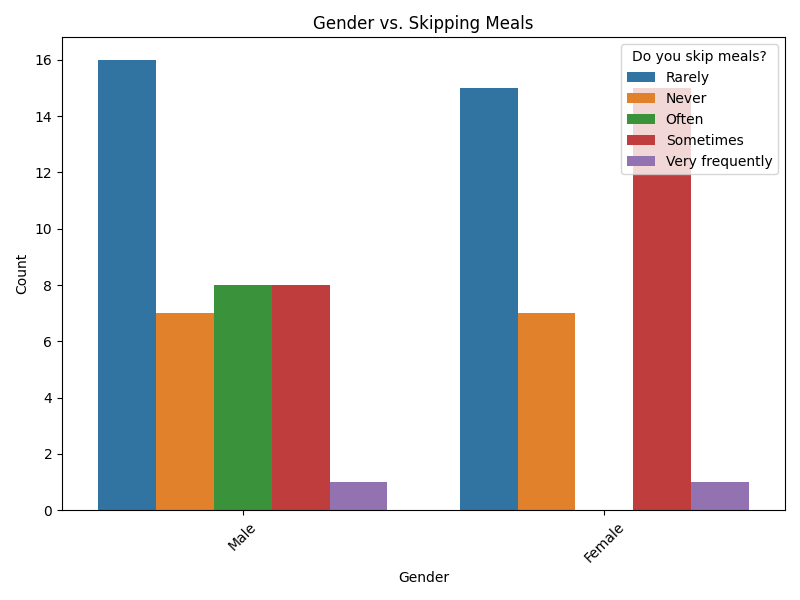 Gender vs. Skipping Meals
Do you skip meals?
Rarely
Never
Often
Sometimes
Very frequently
16
14
12
10
8
6
4
2
0
Count
Male
Female
Gender